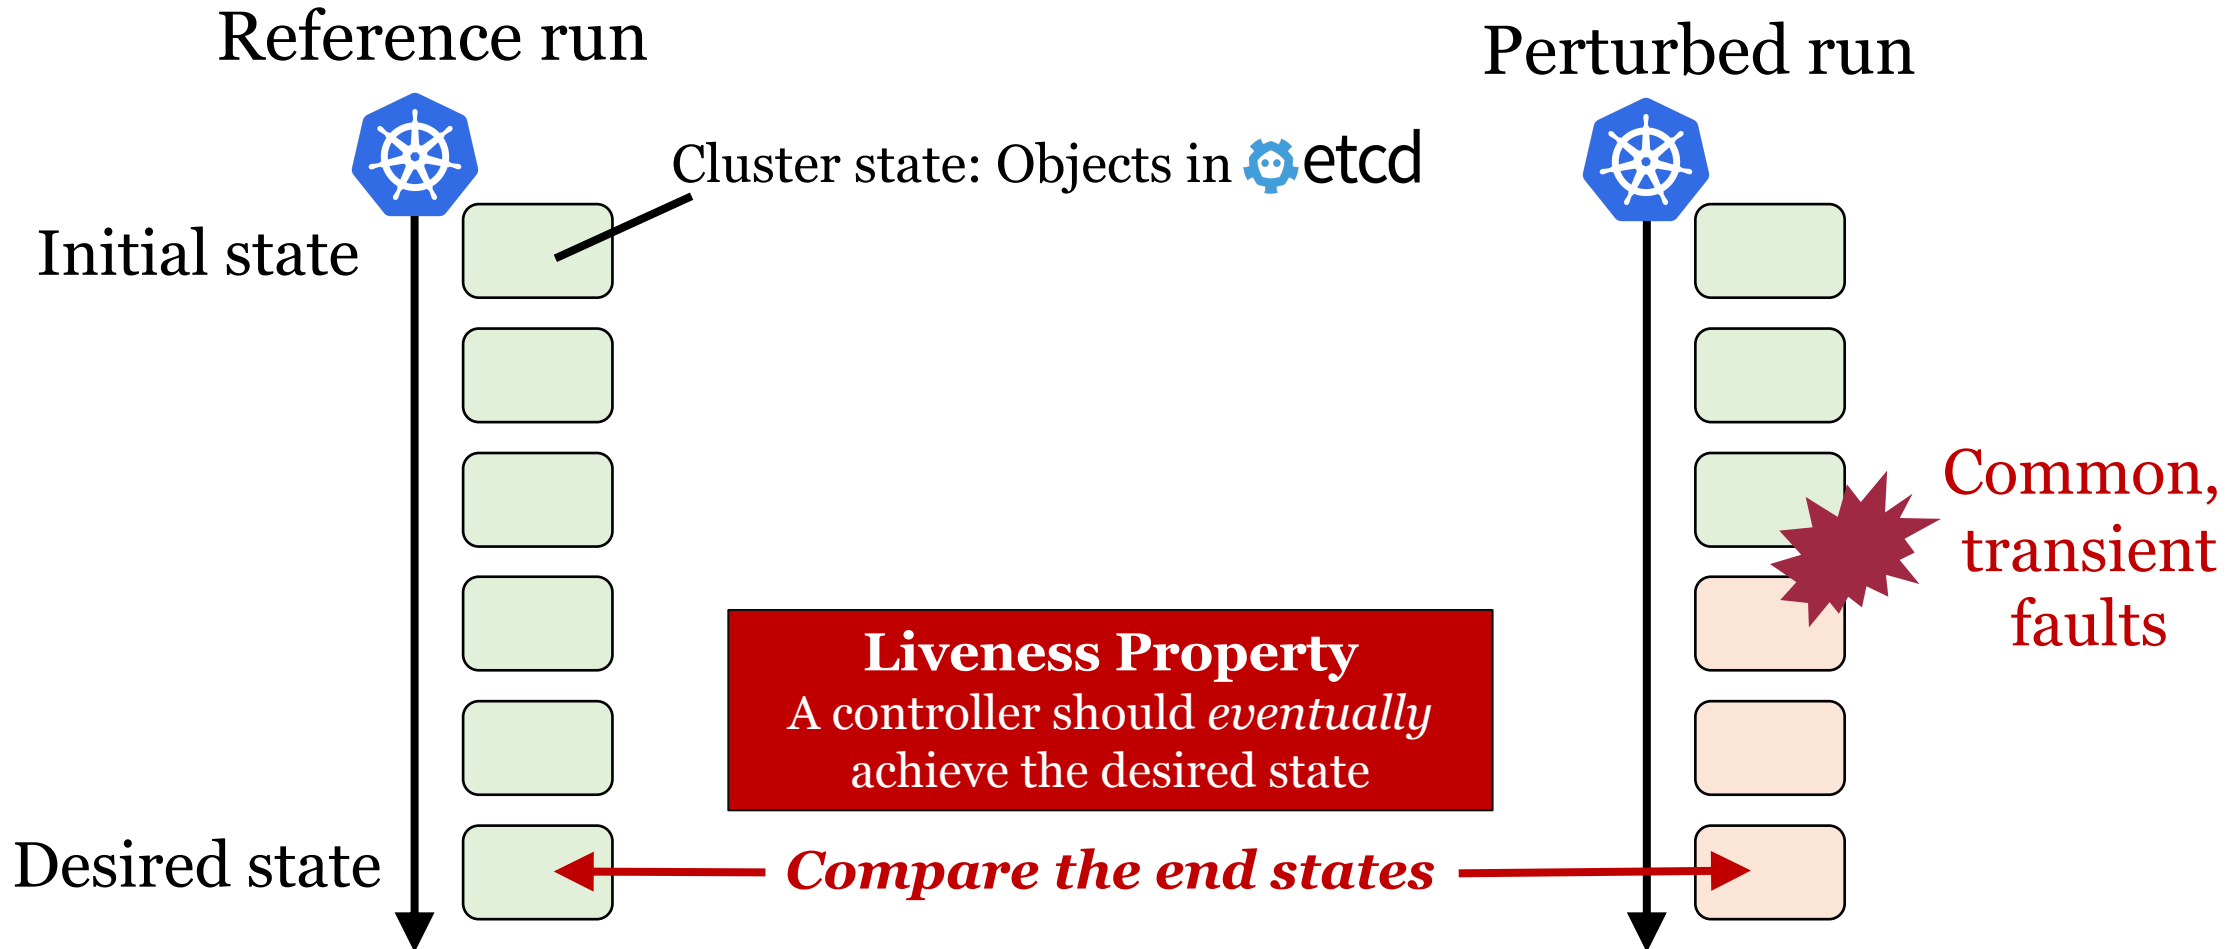 Reference run
Perturbed run
Cluster state: Objects in etcd
Initial state
Common,
transient
faults
Liveness Property
A controller should eventually
achieve the desired state
Desired state
Compare the end states